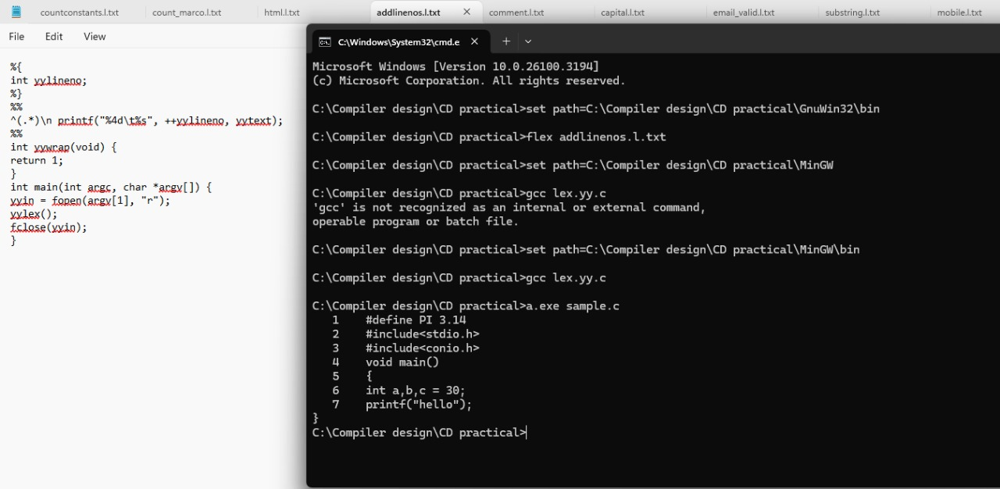 countconstants.l.txt count_marco.l.txt html.l.txt addlinenos.l.txt comment.l.txt capital.l.txt email_valid.l.txt substring.l.txt mobile.l.txt
File Edit View
%{
int yylineno;
%}
%%
^(.*)\n printf("%4d\t%s", ++yylineno, yytext);
%%
int yywrap(void) {
return 1;
}
int main(int argc, char *argv[]) {
yyin = fopen(argv[1], "r");
yylex();
fclose(yyin);
}
C:\Windows\System32\cmd.e
Microsoft Windows [Version 10.0.26100.3194]
(c) Microsoft Corporation. All rights reserved.
C:\Compiler design\CD practical>set path=C:\Compiler design\CD practical\GnuWin32\bin
C:\Compiler design\CD practical>flex addlinenos.l.txt
C:\Compiler design\CD practical>set path=C:\Compiler design\CD practical\MinGW
C:\Compiler design\CD practical>gcc lex.yy.c
'gcc' is not recognized as an internal or external command,
operable program or batch file.
C:\Compiler design\CD practical>set path=C:\Compiler design\CD practical\MinGW\bin
C:\Compiler design\CD practical>gcc lex.yy.c
C:\Compiler design\CD practical>a.exe sample.c
1 #define PI 3.14
2 #include<stdio.h>
3 #include<conio.h>
4 void main()
5 {
6 int a,b,c = 30;
7 printf("hello");
}
C:\Compiler design\CD practical>